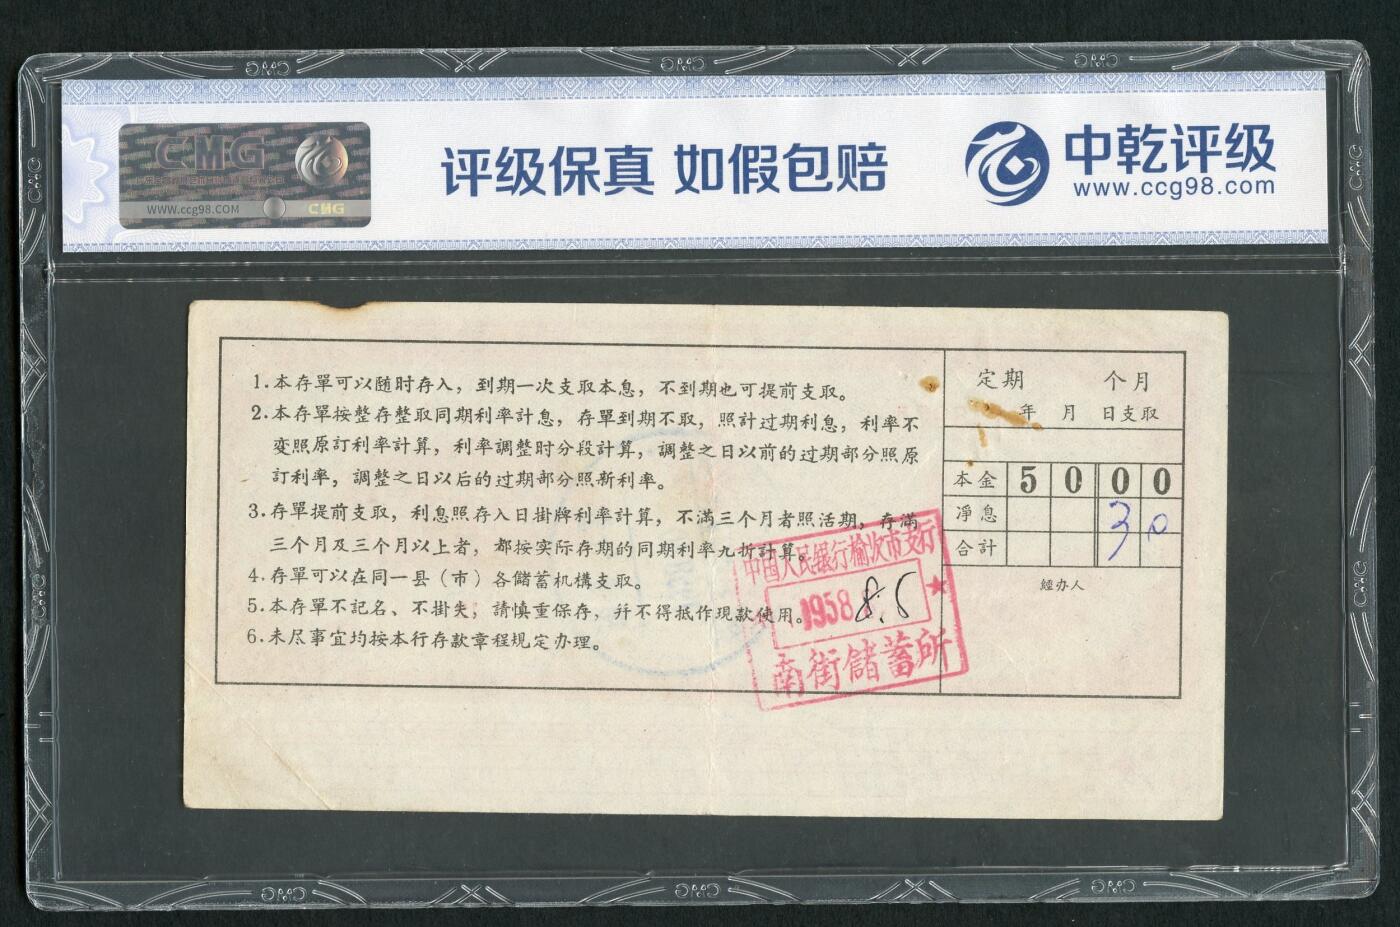 CMG
WWW.ccg98.COM
CMG
评级保真 如假包赔
中乾评级
www.ccg98.com
1.本存單可以随时存入，到期一次支取本息，不到期也可提前支取。
2.本存單按整存整取同期利率計息，存單到期不取，照計过期利息，利率不
变照原訂利率計算，利率調整时分段計算，調整之日以前的过期部分照原
訂利率，調整之日以后的过期部分照新利率。
3.存單提前支取，利息照存入日掛牌利率計算，不滿三个月者照活期，存滿
三个月及三个月以上者，都按实际存期的同期利率九折計算。
4.存單可以在同一县（市）各儲蓄机構支取。
5.本存單不記名、不掛失，請慎重保存，并不得抵作現款使用。
6.未尽事宜均按本行存款章程規定办理。
定期 个月
年 月 日支取
本金 5 0 0 0
凈息 3 0
合計
經办人
中国人民銀行榆次市支行
1958 8.5
南街儲蓄所